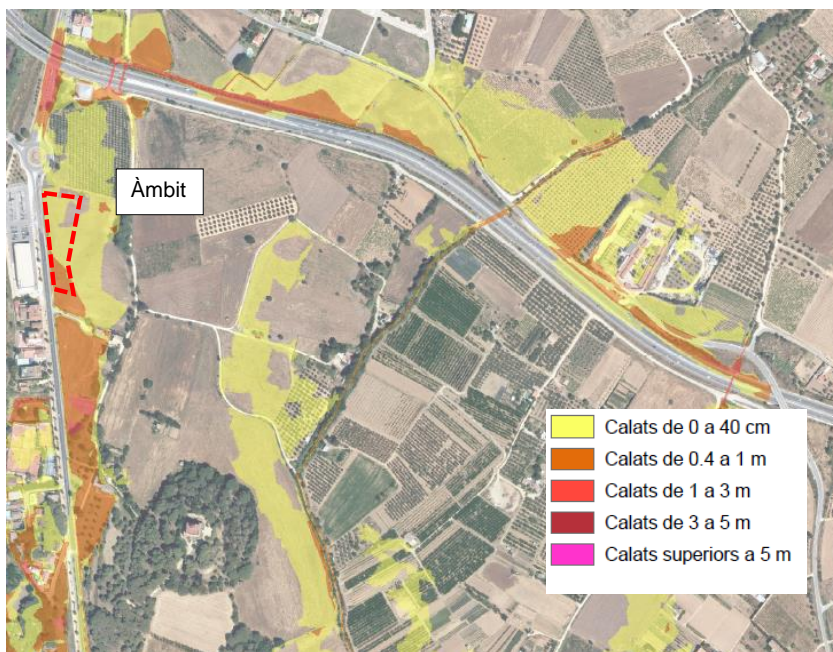 Àmbit
Calats de 0 a 40 cm
Calats de 0.4 a 1 m
Calats de 1 a 3 m
Calats de 3 a 5 m
Calats superiors a 5 m